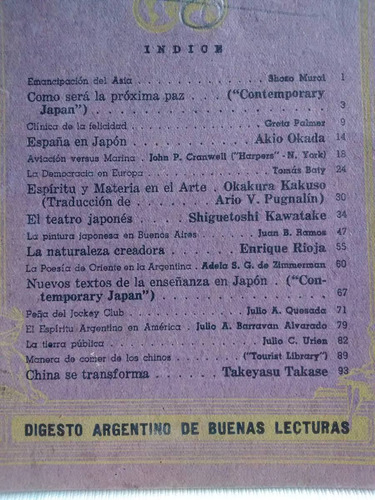 INDICE
Emancipación del Asia . . . . . . . . . . . Shozo Murai 1
Como será la próxima paz . . . ("Contemporary
Japan") . . . . . . . . . . . . . . . 3
Clínica de la felicidad . . . . . . . . . . . Greta Palmer 9
España en Japón . . . . . . . . . . Akio Okada 14
Aviación versus Marina . John P. Cranwell ("Harpers" - N. York) 18
La Democracia en Europa . . . . . . . . . . Tomás Baty 24
Espíritu y Materia en el Arte . Okakura Kakuso
(Traducción de Ario V. Pugnalín) 30
El teatro japonés . . . . Shiguetoshi Kawatake 34
La pintura japonesa en Buenos Aires . . . Juan B. Ramos 47
La naturaleza creadora . . . . . Enrique Rioja 55
La Poesía de Oriente en la Argentina . Adela S. G. de Zimmerman 60
Nuevos textos de la enseñanza en Japón . ("Con-
temporary Japan") . . . . . . . . . . . 67
Peña del Jockey Club . . . . . . . . . Julio A. Quesada 71
El Espíritu Argentino en América . Julio A. Barraván Alvarado 79
La tierra pública . . . . . . . . . . . . Julio C. Urien 82
Manera de comer de los chinos . . . . ("Tourist Library") 89
China se transforma . . . . . . Takeyasu Takase 93
DIGESTO ARGENTINO DE BUENAS LECTURAS